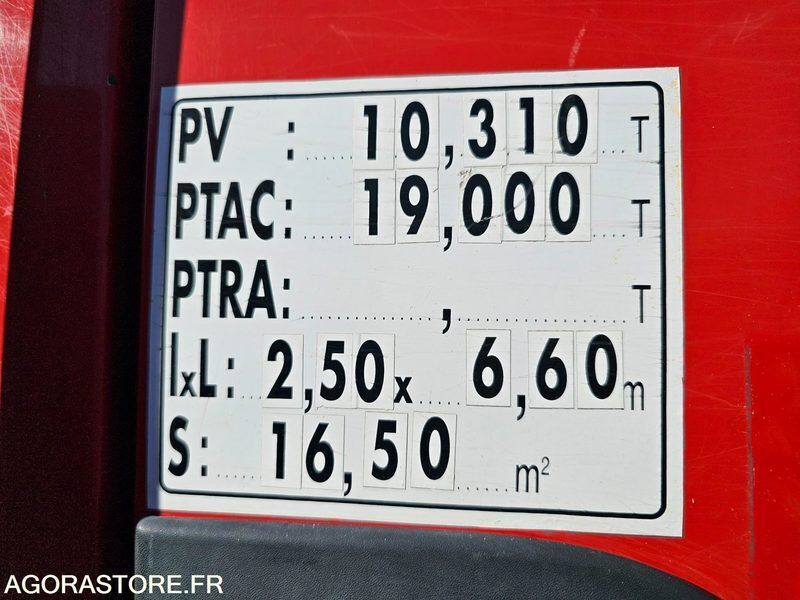 PV : 10,310 T
PTAC: 19,000 T
PTRA: , T
lxL: 2,50x 6,60m
S: 16,50 m²
AGORASTORE.FR